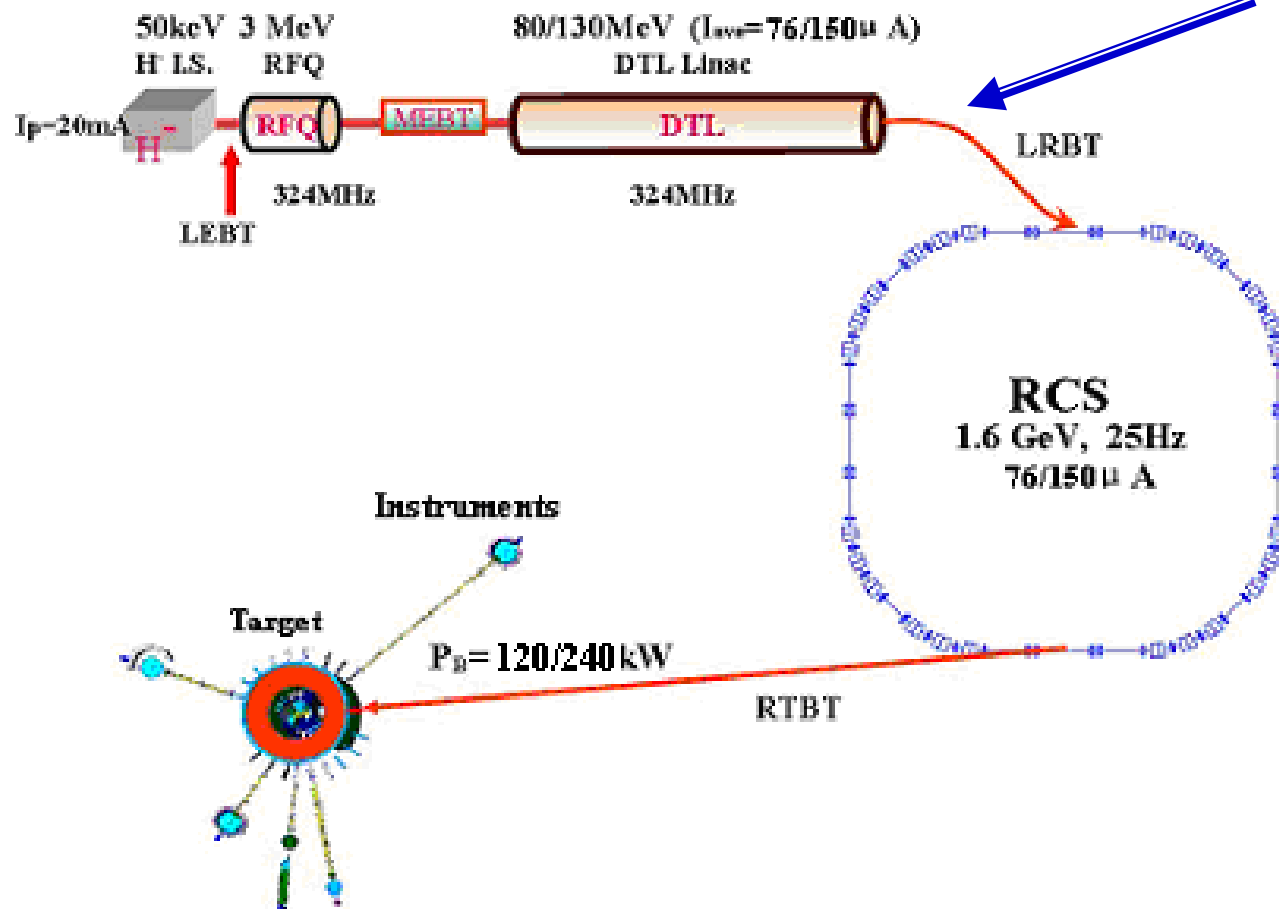 50keV 3 MeV
80/130MeV (Iave=76/150μ A)
H⁻ I.S. RFQ
DTL Linac
Ip=20mA
H⁻
RFQ
MEBT
DTL
LRBT
324MHz
324MHz
LEBT
RCS
1.6 GeV, 25Hz
76/150μ A
Instruments
Target
PB=120/240kW
RTBT